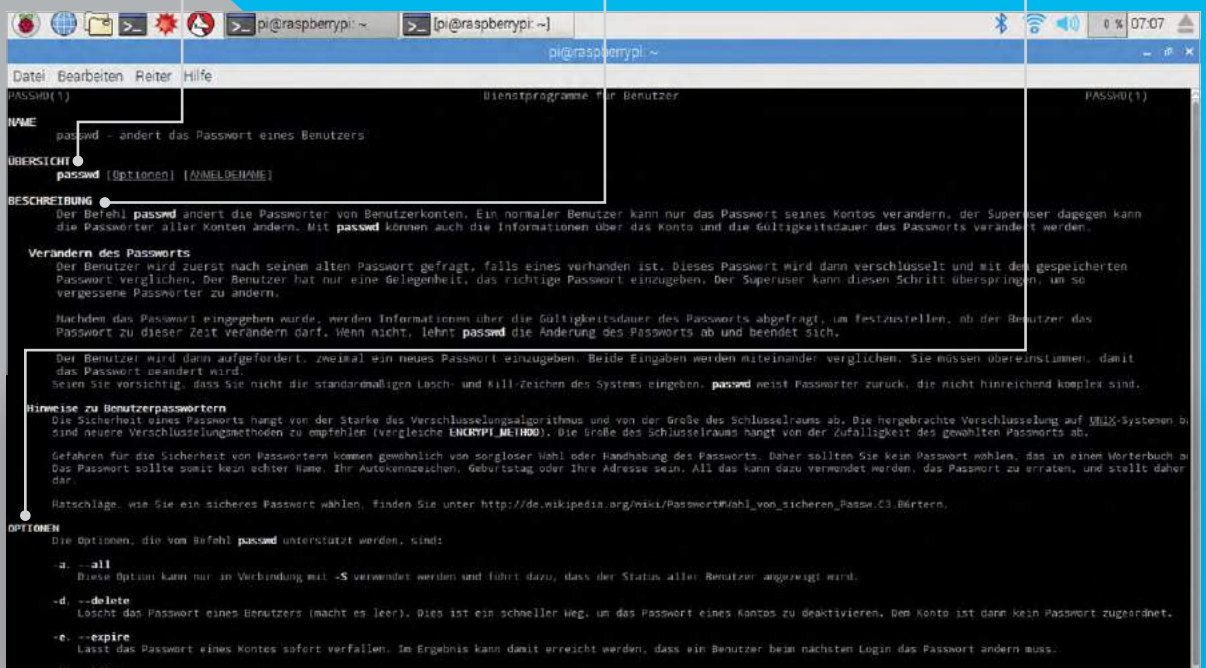 pi@raspberrypi: ~ [pi@raspberrypi: ~] 0 % 07:07
pi@raspberrypi: ~
Datei Bearbeiten Reiter Hilfe
PASSWD(1) Dienstprogramme für Benutzer PASSWD(1)
NAME
passwd - ändert das Passwort eines Benutzers
ÜBERSICHT
passwd [Optionen] [ANMELDENAME]
BESCHREIBUNG
Der Befehl passwd ändert die Passwörter von Benutzerkonten. Ein normaler Benutzer kann nur das Passwort seines Kontos verändern, der Superuser dagegen kann
die Passwörter aller Konten ändern. Mit passwd können auch die Informationen über das Konto und die Gültigkeitsdauer des Passworts verändert werden.
Verändern des Passworts
Der Benutzer wird zuerst nach seinem alten Passwort gefragt, falls eines vorhanden ist. Dieses Passwort wird dann verschlüsselt und mit dem gespeicherten
Passwort verglichen. Der Benutzer hat nur eine Gelegenheit, das richtige Passwort einzugeben. Der Superuser kann diesen Schritt überspringen, um so
vergessene Passwörter zu ändern.
Nachdem das Passwort eingegeben wurde, werden Informationen über die Gültigkeitsdauer des Passworts abgefragt, um festzustellen, ob der Benutzer das
Passwort zu dieser Zeit verändern darf. Wenn nicht, lehnt passwd die Änderung des Passworts ab und beendet sich.
Der Benutzer wird dann aufgefordert, zweimal ein neues Passwort einzugeben. Beide Eingaben werden miteinander verglichen. Sie müssen übereinstimmen, damit
das Passwort geändert wird.
Seien Sie vorsichtig, dass Sie nicht die standardmäßigen Lösch- und Kill-Zeichen des Systems eingeben. passwd weist Passwörter zurück, die nicht hinreichend komplex sind.
Hinweise zu Benutzerpasswörtern
Die Sicherheit eines Passworts hängt von der Stärke des Verschlüsselungsalgorithmus und von der Größe des Schlüsselraums ab. Die hergebrachte Verschlüsselung auf UNIX-Systemen ba
sind neuere Verschlüsselungsmethoden zu empfehlen (vergleiche ENCRYPT_METHOD). Die Größe des Schlüsselraums hängt von der Zufälligkeit des gewählten Passworts ab.
Gefahren für die Sicherheit von Passwörtern kommen gewöhnlich von sorgloser Wahl oder Handhabung des Passworts. Daher sollten Sie kein Passwort wählen, das in einem Wörterbuch
Das Passwort sollte somit kein echter Name, Ihr Autokennzeichen, Geburtstag oder Ihre Adresse sein. All das kann dazu verwendet werden, das Passwort zu erraten, und stellt daher
dar.
Ratschläge, wie Sie ein sicheres Passwort wählen, finden Sie unter http://de.wikipedia.org/wiki/Passwort#Wahl_von_sicheren_Passw.C3.B6rtern.
OPTIONEN
Die Optionen, die vom Befehl passwd unterstützt werden, sind:
-a, --all
Diese Option kann nur in Verbindung mit -S verwendet werden und führt dazu, dass der Status aller Benutzer angezeigt wird.
-d, --delete
Löscht das Passwort eines Benutzers (macht es leer). Dies ist ein schneller Weg, um das Passwort eines Kontos zu deaktivieren. Dem Konto ist dann kein Passwort zugeordnet.
-e, --expire
Lässt das Passwort eines Kontos sofort verfallen. Im Ergebnis kann damit erreicht werden, dass ein Benutzer beim nächsten Login das Passwort ändern muss.